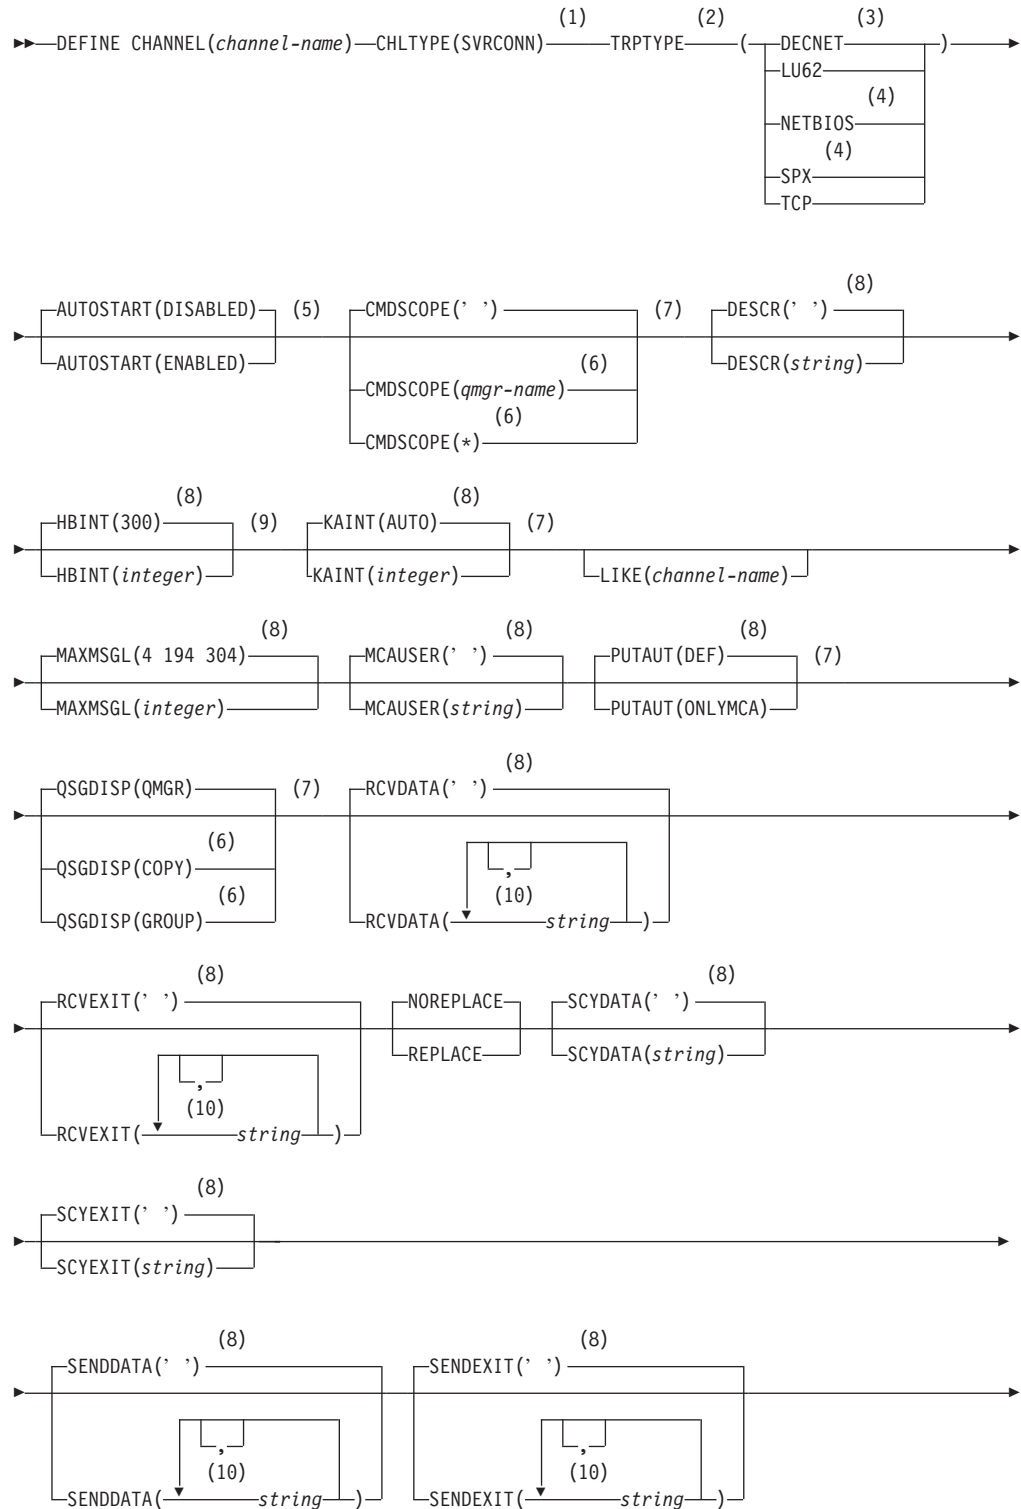 (1) (2) (3)
DEFINE CHANNEL(channel-name) CHLTYPE(SVRCONN) TRPTYPE ( DECNET )
LU62
(4)
NETBIOS
(4)
SPX
TCP
AUTOSTART(DISABLED) (5) CMDSCOPE(’ ’) (7) DESCR(’ ’) (8)
AUTOSTART(ENABLED) DESCR(string)
(6)
CMDSCOPE(qmgr-name)
(6)
CMDSCOPE(*)
(8) (8)
HBINT(300) (9) KAINT(AUTO) (7)
HBINT(integer) KAINT(integer) LIKE(channel-name)
(8) (8) (8)
MAXMSGL(4 194 304) MCAUSER(’ ’) PUTAUT(DEF) (7)
MAXMSGL(integer) MCAUSER(string) PUTAUT(ONLYMCA)
(8)
QSGDISP(QMGR) (7) RCVDATA(’ ’)
(6)
QSGDISP(COPY) ,
(6) (10)
QSGDISP(GROUP) RCVDATA( string )
(8) (8)
RCVEXIT(’ ’) NOREPLACE SCYDATA(’ ’)
REPLACE SCYDATA(string)
,
(10)
RCVEXIT( string )
(8)
SCYEXIT(’ ’)
SCYEXIT(string)
(8) (8)
SENDDATA(’ ’) SENDEXIT(’ ’)
, ,
(10) (10)
SENDDATA( string ) SENDEXIT( string )